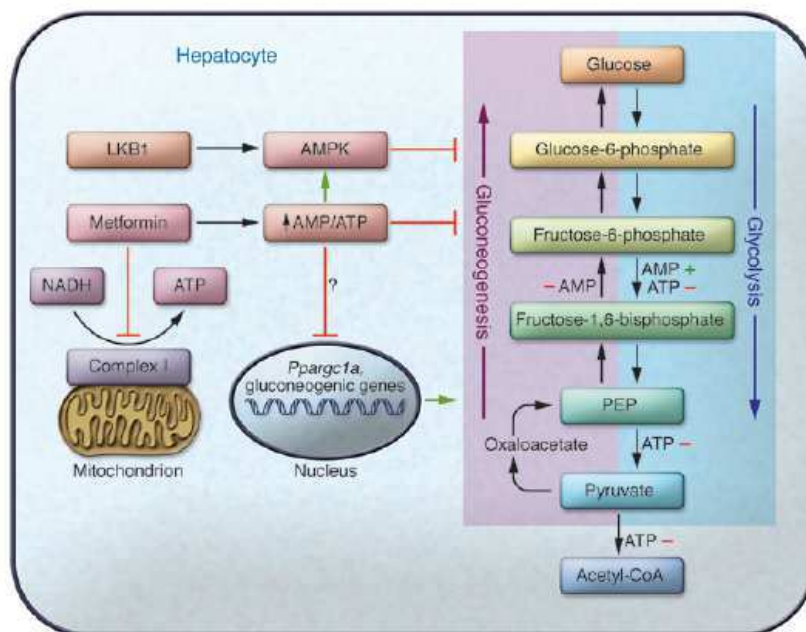 Hepatocyte
LKB1
AMPK
Metformin
AMP/ATP
NADH
ATP
?
Complex I
Mitochondrion
Ppargc1a,
gluconeogenic genes
Nucleus
Gluconeogenesis
Glycolysis
Glucose
Glucose-6-phosphate
Fructose-6-phosphate
– AMP
AMP +
ATP –
Fructose-1,6-bisphosphate
PEP
Oxaloacetate
ATP –
Pyruvate
ATP –
Acetyl-CoA